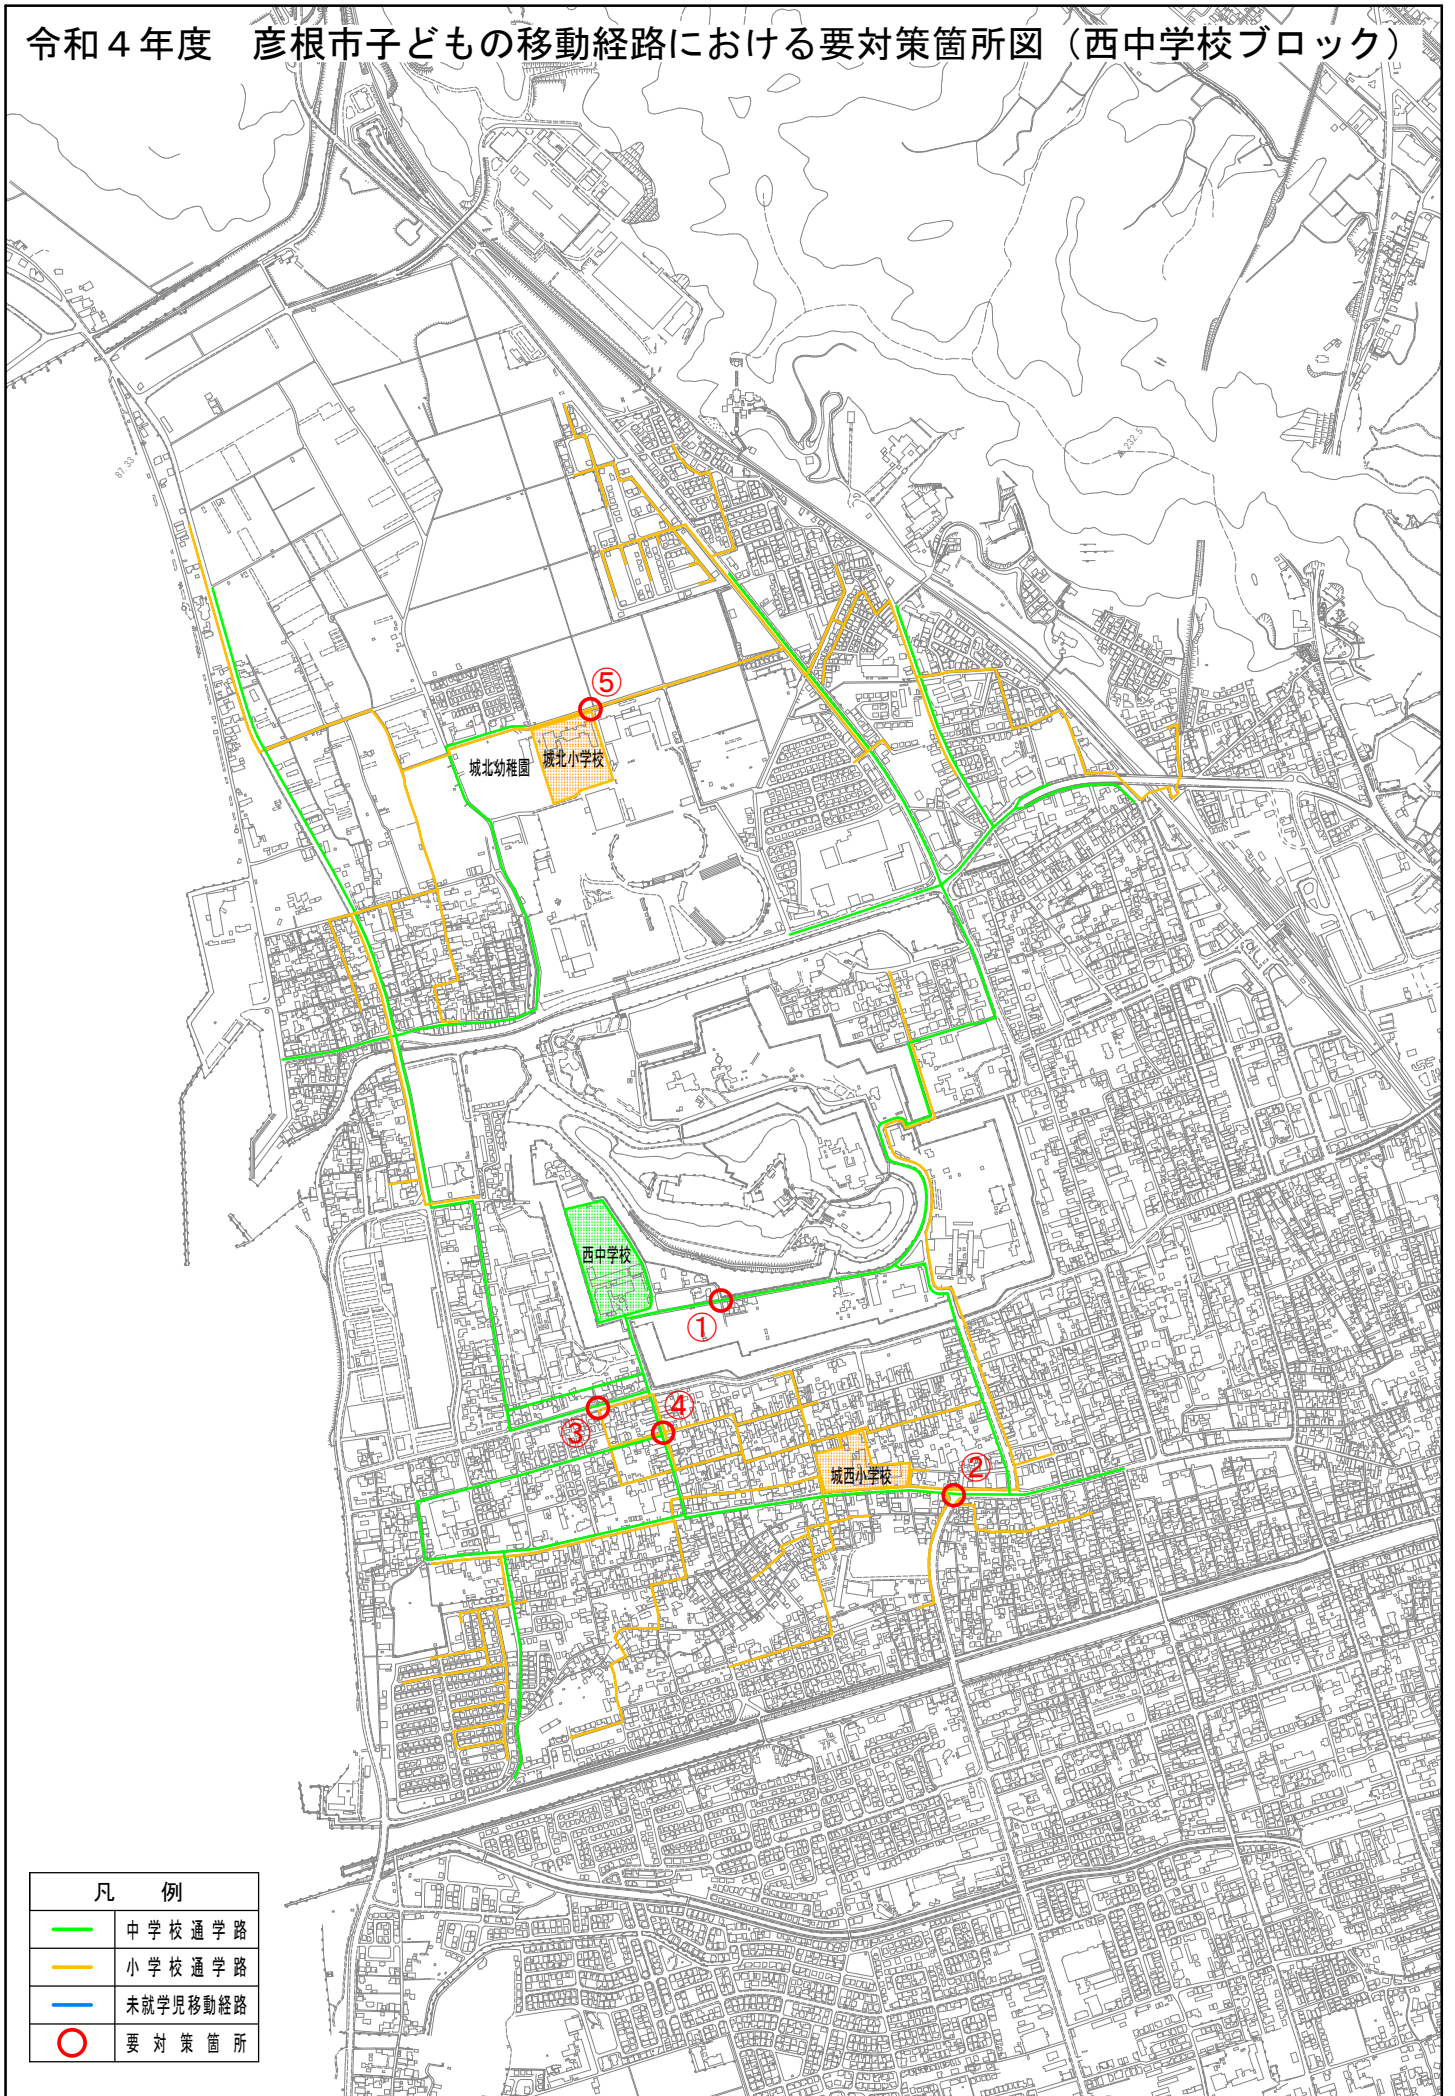 令和４年度　彦根市子どもの移動経路における要対策箇所図（西中学校ブロック）
87.33
232.5
⑤
城北幼稚園
城北小学校
西中学校
①
③
④
城西小学校
②
凡　例
中学校通学路
小学校通学路
未就学児移動経路
要対策箇所